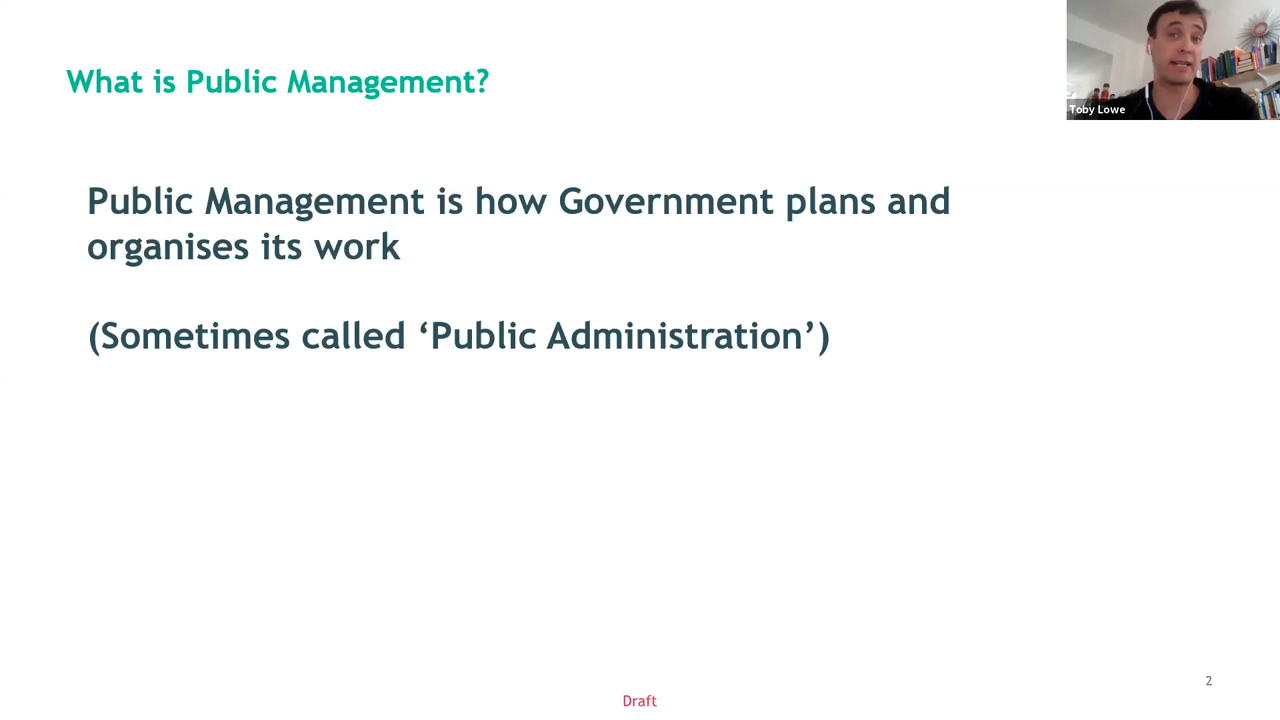 What is Public Management?
Toby Lowe
Public Management is how Government plans and
organises its work
(Sometimes called ‘Public Administration’)
2
Draft